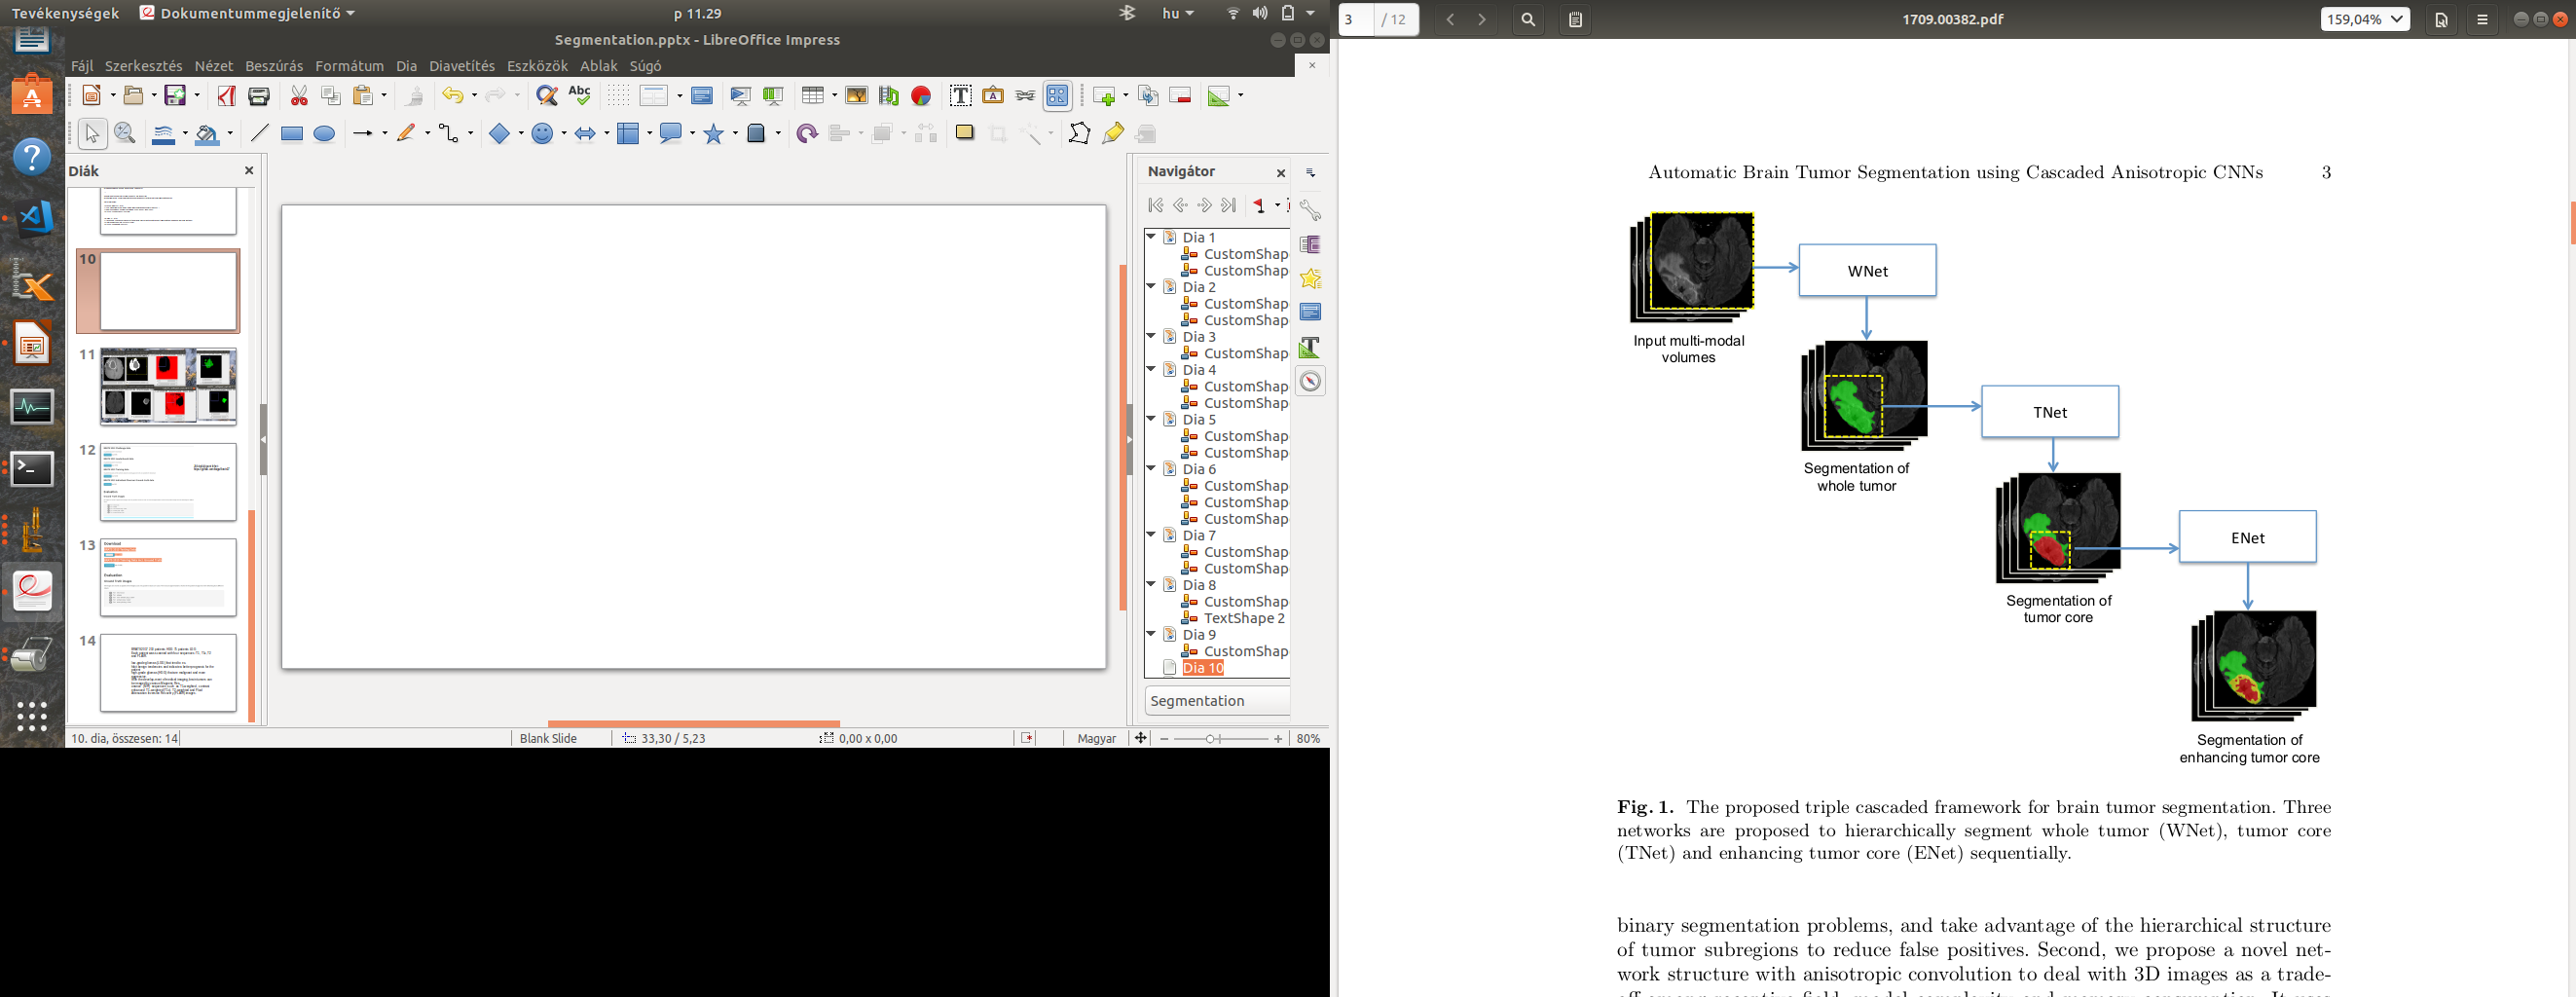 Tevékenységek
Dokumentummegjelenítő
p 11.29
hu
Segmentation.pptx - LibreOffice Impress
Fájl Szerkesztés Nézet Beszúrás Formátum Dia Diavetítés Eszközök Ablak Súgó
Abc
Diák
10
11
12
13
Download
Evaluation
14
Navigátor
Dia 1
CustomShap
CustomShap
Dia 2
CustomShap
CustomShap
Dia 3
CustomShap
Dia 4
CustomShap
CustomShap
Dia 5
CustomShap
CustomShap
Dia 6
CustomShap
CustomShap
CustomShap
Dia 7
CustomShap
CustomShap
Dia 8
CustomShap
TextShape 2
Dia 9
CustomShap
Dia 10
Segmentation
10. dia, összesen: 14
Blank Slide
33,30 / 5,23
0,00 x 0,00
Magyar
80%
3 / 12
1709.00382.pdf
159,04%
Automatic Brain Tumor Segmentation using Cascaded Anisotropic CNNs 3
Input multi-modal
volumes
WNet
Segmentation of
whole tumor
TNet
Segmentation of
tumor core
ENet
Segmentation of
enhancing tumor core
Fig. 1. The proposed triple cascaded framework for brain tumor segmentation. Three
networks are proposed to hierarchically segment whole tumor (WNet), tumor core
(TNet) and enhancing tumor core (ENet) sequentially.
binary segmentation problems, and take advantage of the hierarchical structure
of tumor subregions to reduce false positives. Second, we propose a novel net-
work structure with anisotropic convolution to deal with 3D images as a trade-